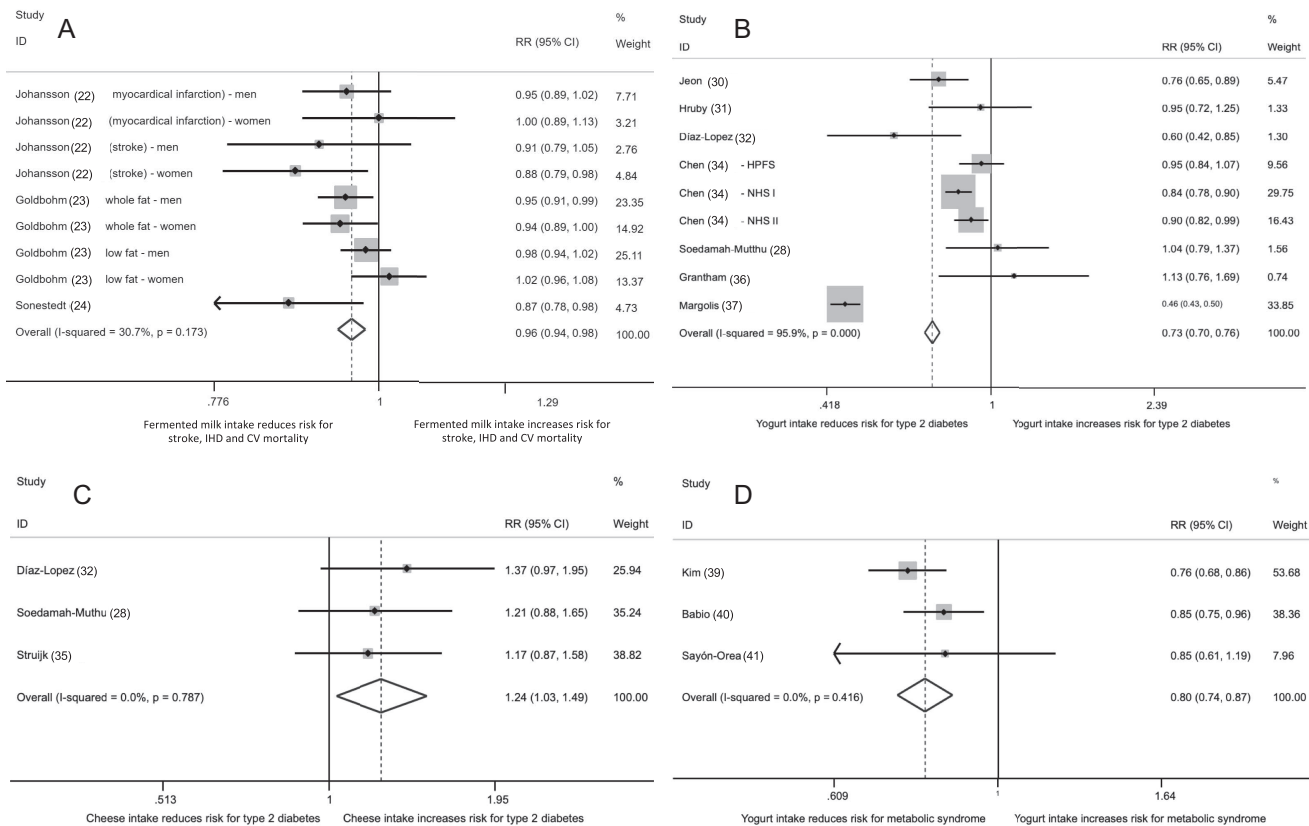 Study %
A
ID RR (95% CI) Weight
Johansson (22) myocardial infarction) - men 0.95 (0.89, 1.02) 7.71
Johansson (22) (myocardial infarction) - women 1.00 (0.89, 1.13) 3.21
Johansson(22) (stroke) - men 0.91 (0.79, 1.05) 2.76
Johansson(22) (stroke) - women 0.88 (0.79, 0.98) 4.84
Goldbohm(23) whole fat - men 0.95 (0.91, 0.99) 23.35
Goldbohm (23) whole fat - women 0.94 (0.89, 1.00) 14.92
Goldbohm (23) low fat - men 0.98 (0.94, 1.02) 25.11
Goldbohm (23) low fat - women 1.02 (0.96, 1.08) 13.37
Sonestedt (24) 0.87 (0.78, 0.98) 4.73
Overall (I-squared = 30.7%, p = 0.173) 0.96 (0.94, 0.98) 100.00
.776 1 1.29
Fermented milk intake reduces risk for
stroke, IHD and CV mortality
Fermented milk intake increases risk for
stroke, IHD and CV mortality
Study %
B
ID RR (95% CI) Weight
Jeon (30) 0.76 (0.65, 0.89) 5.47
Hruby (31) 0.95 (0.72, 1.25) 1.33
Díaz-Lopez (32) 0.60 (0.42, 0.85) 1.30
Chen (34) - HPFS 0.95 (0.84, 1.07) 9.56
Chen (34) - NHS I 0.84 (0.78, 0.90) 29.75
Chen (34) - NHS II 0.90 (0.82, 0.99) 16.43
Soedamah-Mutthu (28) 1.04 (0.79, 1.37) 1.56
Grantham (36) 1.13 (0.76, 1.69) 0.74
Margolis (37) 0.46 (0.43, 0.50) 33.85
Overall (I-squared = 95.9%, p = 0.000) 0.73 (0.70, 0.76) 100.00
.418 1 2.39
Yogurt intake reduces risk for type 2 diabetes Yogurt intake increases risk for type 2 diabetes
Study %
C
ID RR (95% CI) Weight
Díaz-Lopez (32) 1.37 (0.97, 1.95) 25.94
Soedamah-Muthu (28) 1.21 (0.88, 1.65) 35.24
Struijk (35) 1.17 (0.87, 1.58) 38.82
Overall (I-squared = 0.0%, p = 0.787) 1.24 (1.03, 1.49) 100.00
.513 1 1.95
Cheese intake reduces risk for type 2 diabetes Cheese intake increases risk for type 2 diabetes
Study %
D
ID RR (95% CI) Weight
Kim (39) 0.76 (0.68, 0.86) 53.68
Babio (40) 0.85 (0.75, 0.96) 38.36
Sayón-Orea (41) 0.85 (0.61, 1.19) 7.96
Overall (I-squared = 0.0%, p = 0.416) 0.80 (0.74, 0.87) 100.00
.609 1 1.64
Yogurt intake reduces risk for metabolic syndrome Yogurt intake increases risk for metabolic syndrome